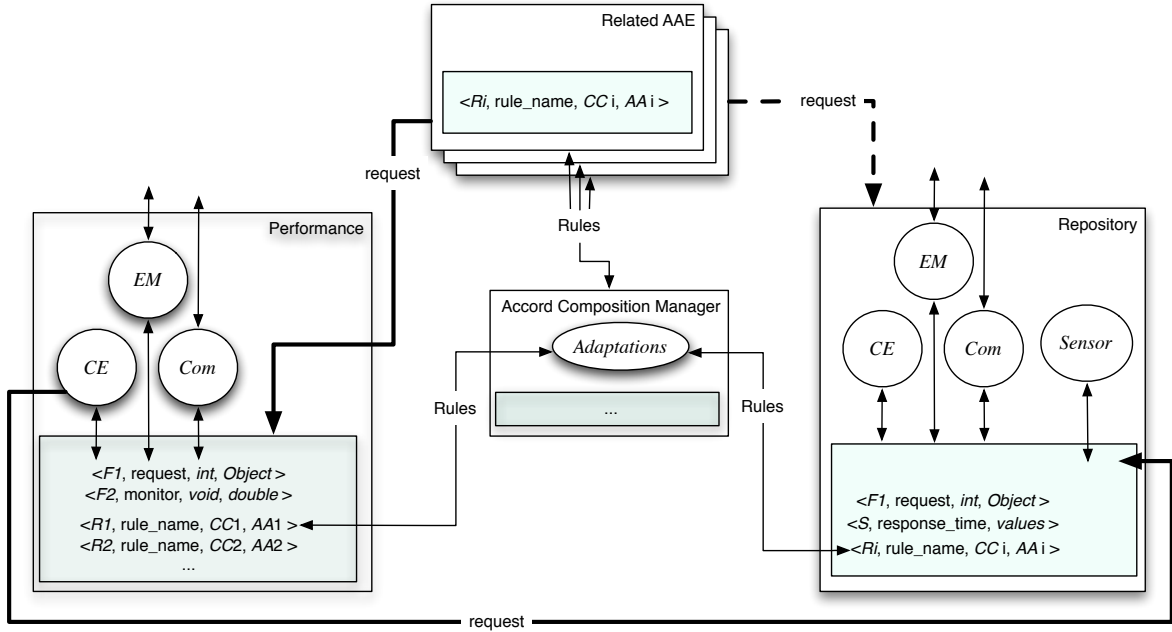 Related AAE
<Ri, rule_name, CC i, AA i >
request
request
Rules
Performance
EM
CE
Com
<F1, request, int, Object >
<F2, monitor, void, double >
<R1, rule_name, CC1, AA1 >
<R2, rule_name, CC2, AA2 >
...
Rules
Accord Composition Manager
Adaptations
...
Rules
Repository
EM
CE
Com
Sensor
<F1, request, int, Object >
<S, response_time, values >
<Ri, rule_name, CC i, AA i >
request